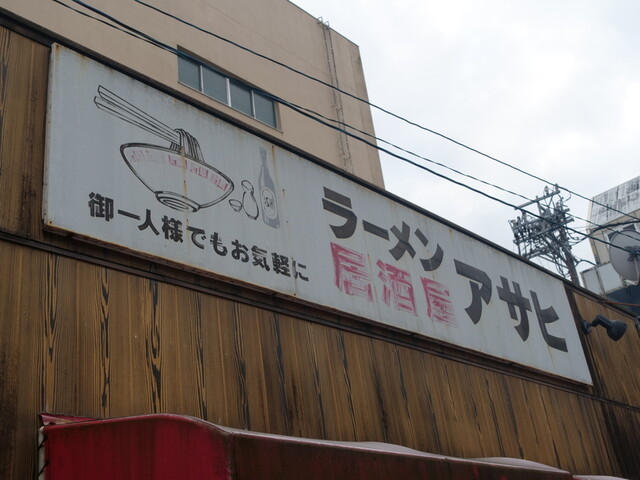 御一人様でもお気軽に
ラーメン
居酒屋
アサヒ